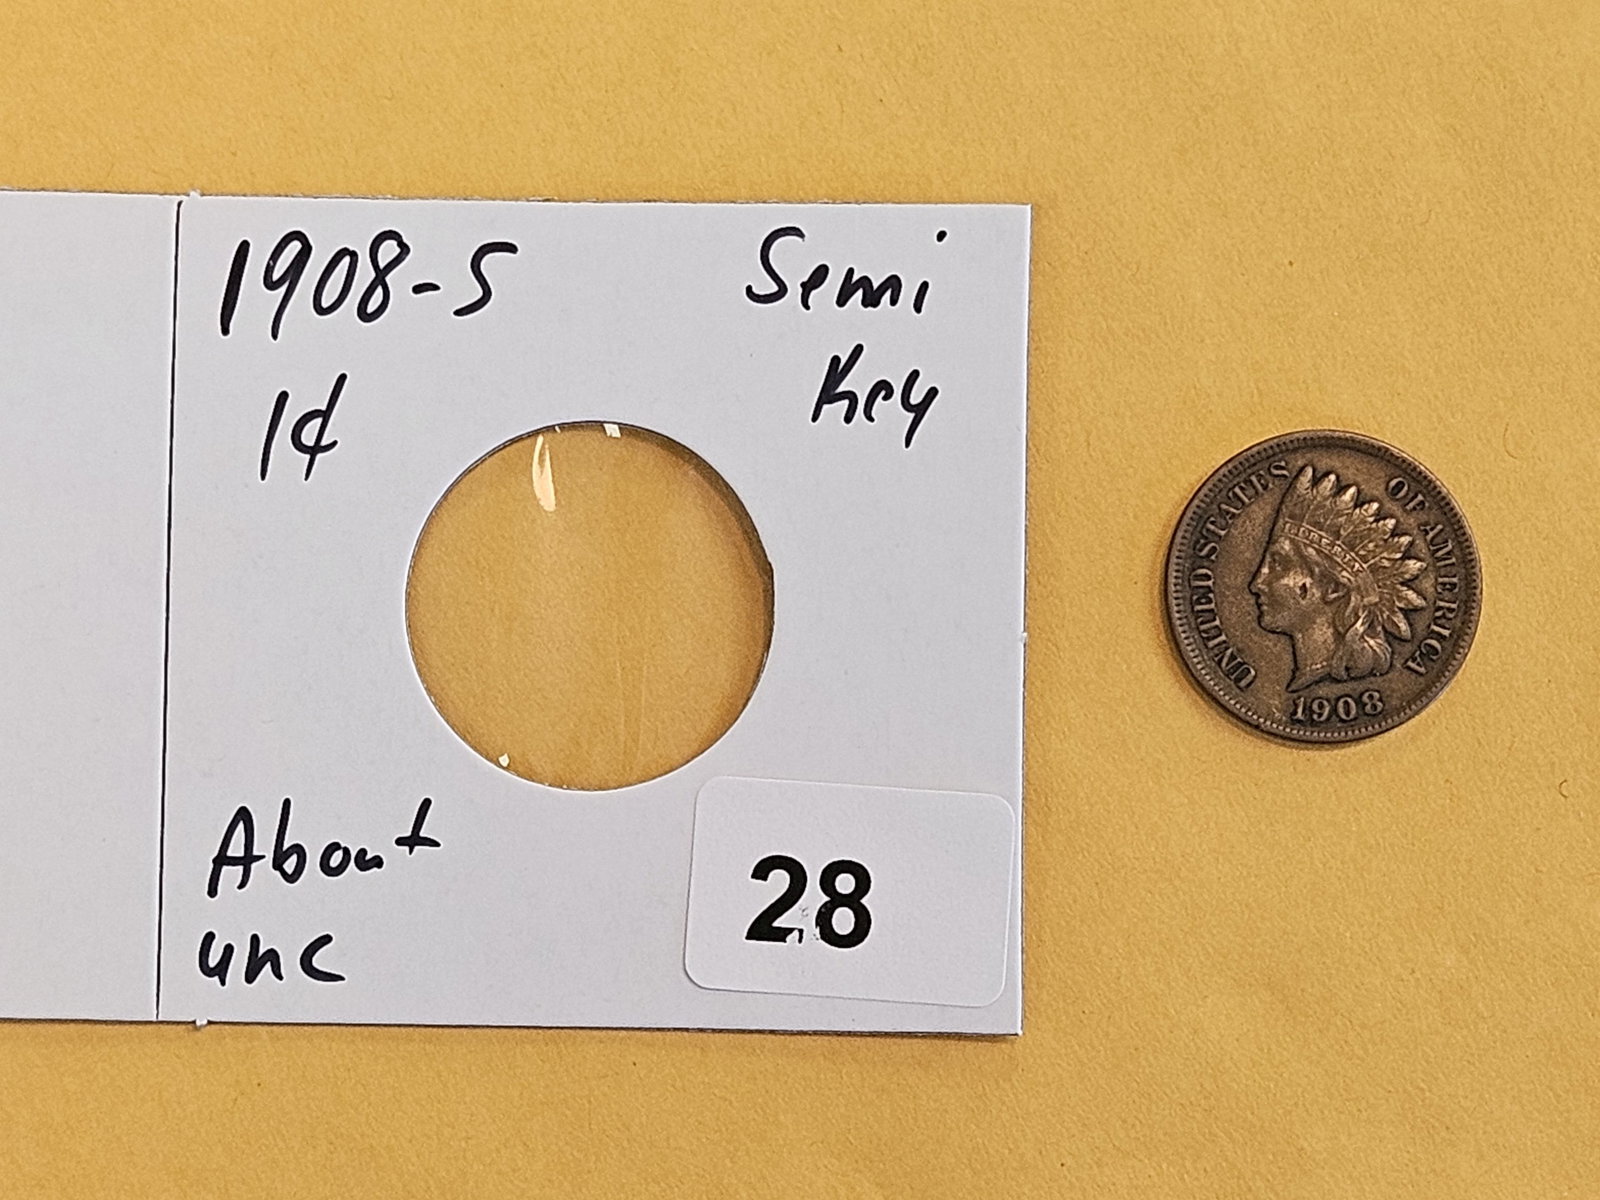 1908-S
Semi
Key
1¢
About
unc
28
UNITED STATES OF AMERICA
LIBERTY
1908